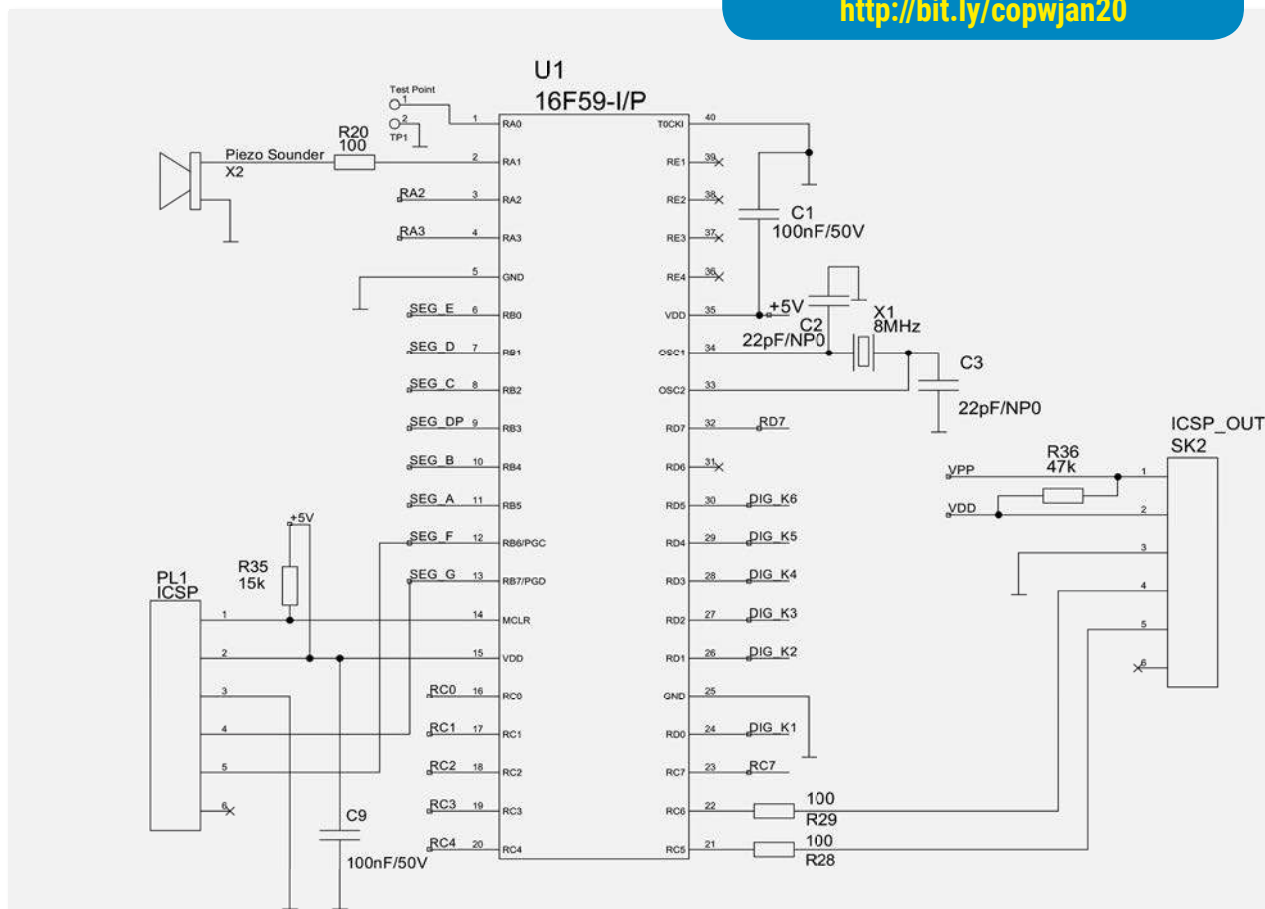 http://bit.ly/copwjan20
U1
16F59-I/P
Test Point
1
2
TP1
R20
100
Piezo Sounder
X2
RA2
RA3
SEG_E
SEG_D
SEG_C
SEG_DP
SEG_B
SEG_A
SEG_F
SEG_G
RC0
RC1
RC2
RC3
RC4
1 RA0
2 RA1
3 RA2
4 RA3
5 GND
6 RB0
7 RB1
8 RB2
9 RB3
10 RB4
11 RB5
12 RB6/PGC
13 RB7/PGD
14 MCLR
15 VDD
16 RC0
17 RC1
18 RC2
19 RC3
20 RC4
T0CKI 40
RE1 39
RE2 38
RE3 37
RE4 36
VDD 35
OSC1 34
OSC2 33
RD7 32
RD6 31
RD5 30
RD4 29
RD3 28
RD2 27
RD1 26
GND 25
RD0 24
RC7 23
RC6 22
RC5 21
C1
100nF/50V
+5V
C2
22pF/NP0
X1
8MHz
C3
22pF/NP0
RD7
DIG_K6
DIG_K5
DIG_K4
DIG_K3
DIG_K2
DIG_K1
RC7
100
R29
100
R28
ICSP_OUT
SK2
R36
47k
VPP
VDD
1
2
3
4
5
6
+5V
R35
15k
PL1
ICSP
1
2
3
4
5
6
C9
100nF/50V